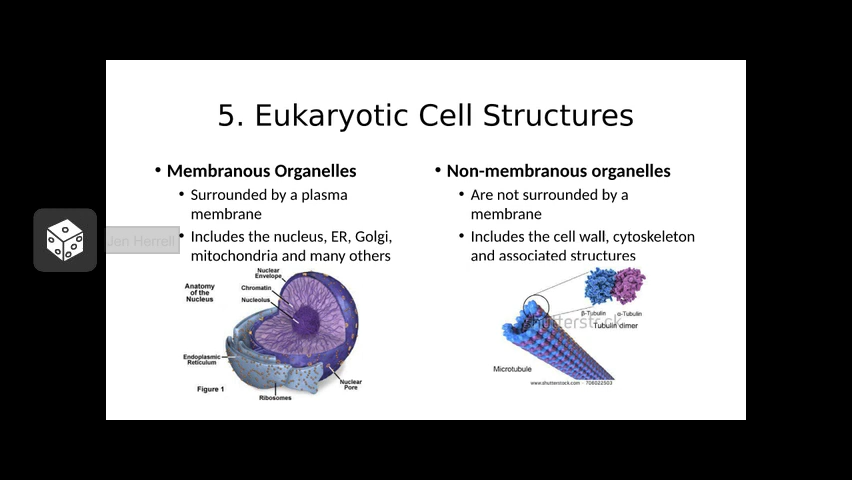 5. Eukaryotic Cell Structures
• Membranous Organelles
• Surrounded by a plasma
membrane
• Includes the nucleus, ER, Golgi,
mitochondria and many others
• Non-membranous organelles
• Are not surrounded by a
membrane
• Includes the cell wall, cytoskeleton
and associated structures
Jen Herrell
Anatomy
of the
Nucleus
Nuclear
Envelope
Chromatin
Nucleolus
Endoplasmic
Reticulum
Figure 1
Ribosomes
Nuclear
Pore
β-Tubulin
α-Tubulin
Tubulin dimer
shutterstock
Microtubule
www.shutterstock.com · 706022503